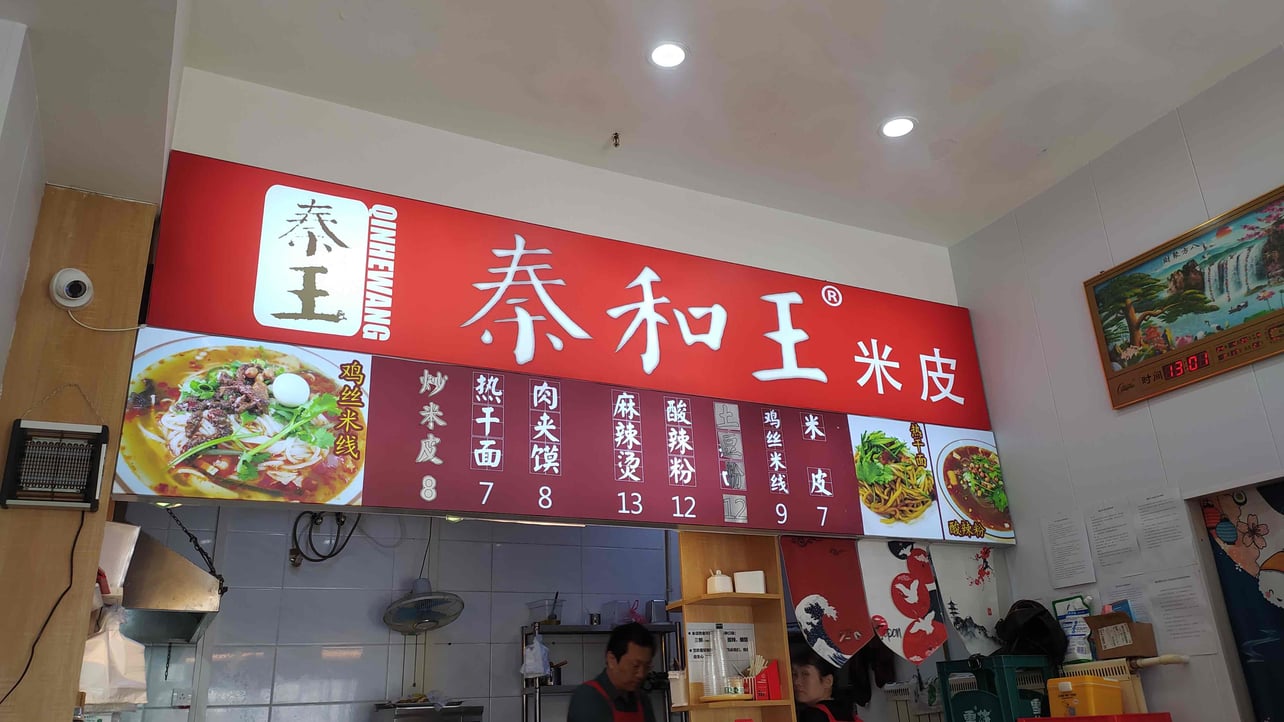 秦王
QINHEWANG
秦和王®
米皮
鸡丝米线
炒米皮 8
热干面 7
肉夹馍 8
麻辣烫 13
酸辣粉 12
土豆粉 12
鸡丝米线 9
米皮 7
热干面
酸辣粉
时间 13:01